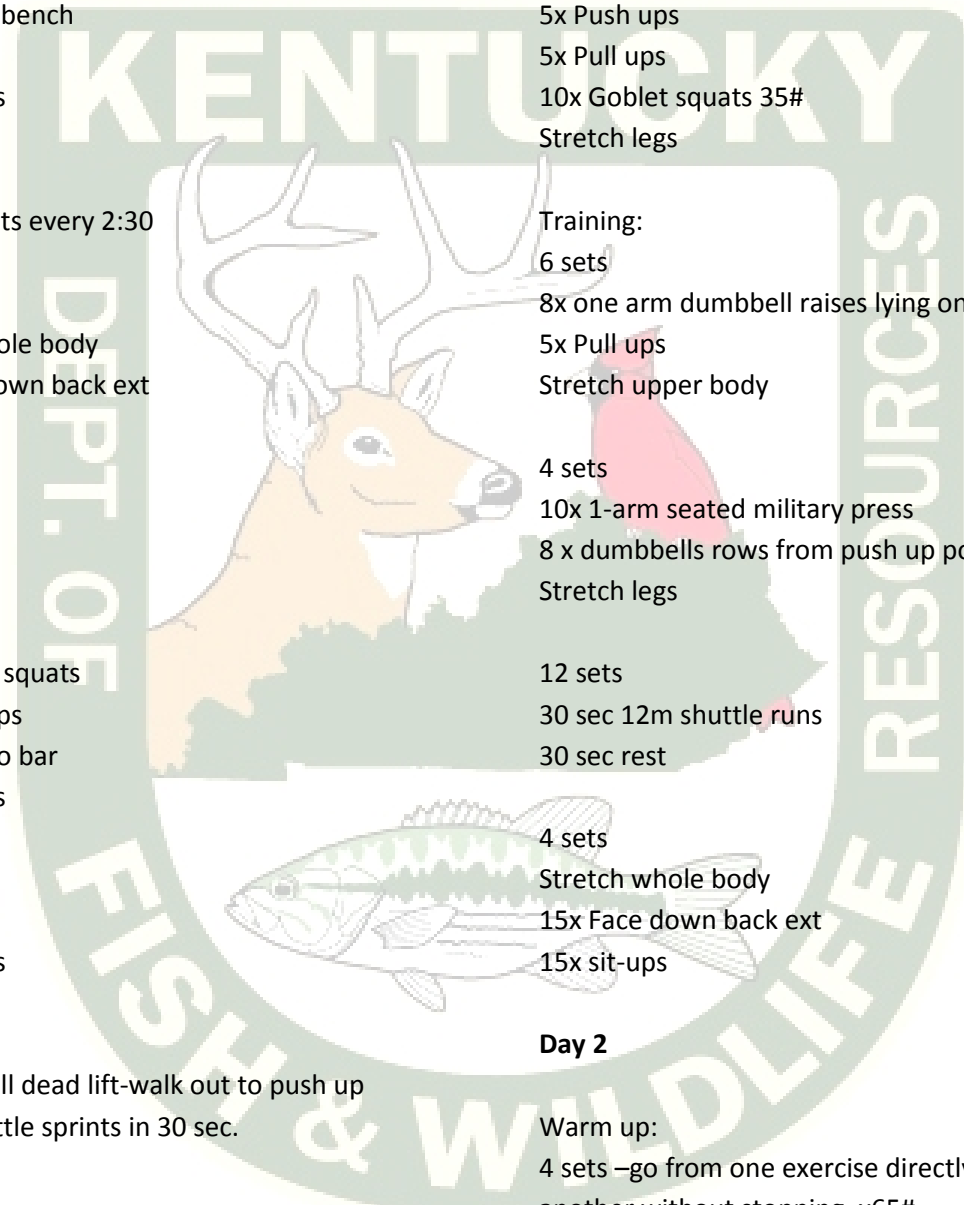 KENTUCKY
DEPT. OF
FISH & WILDLIFE
RESOURCES
bench
s
ts every 2:30
ole body
own back ext
squats
ps
o bar
s
s
ll dead lift-walk out to push up
ttle sprints in 30 sec.
5x Push ups
5x Pull ups
10x Goblet squats 35#
Stretch legs
Training:
6 sets
8x one arm dumbbell raises lying on
5x Pull ups
Stretch upper body
4 sets
10x 1-arm seated military press
8 x dumbbells rows from push up po
Stretch legs
12 sets
30 sec 12m shuttle runs
30 sec rest
4 sets
Stretch whole body
15x Face down back ext
15x sit-ups
Day 2
Warm up:
4 sets –go from one exercise directly
another without stopping x65#